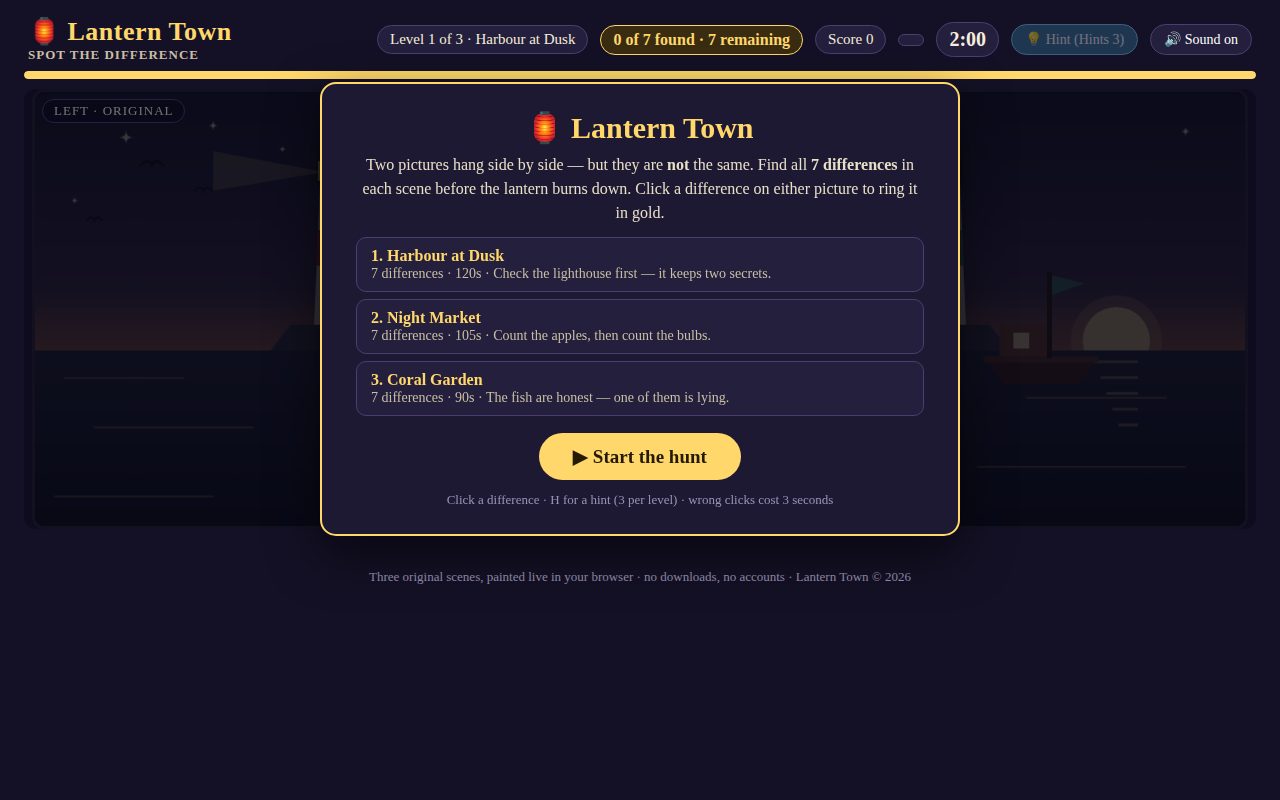 🏮 Lantern Town
SPOT THE DIFFERENCE
Level 1 of 3 · Harbour at Dusk
0 of 7 found · 7 remaining
Score 0
2:00
💡 Hint (Hints 3)
🔊 Sound on
LEFT · ORIGINAL
🏮 Lantern Town
Two pictures hang side by side — but they are not the same. Find all 7 differences in
each scene before the lantern burns down. Click a difference on either picture to ring it
in gold.
1. Harbour at Dusk
7 differences · 120s · Check the lighthouse first — it keeps two secrets.
2. Night Market
7 differences · 105s · Count the apples, then count the bulbs.
3. Coral Garden
7 differences · 90s · The fish are honest — one of them is lying.
▶ Start the hunt
Click a difference · H for a hint (3 per level) · wrong clicks cost 3 seconds
Three original scenes, painted live in your browser · no downloads, no accounts · Lantern Town © 2026